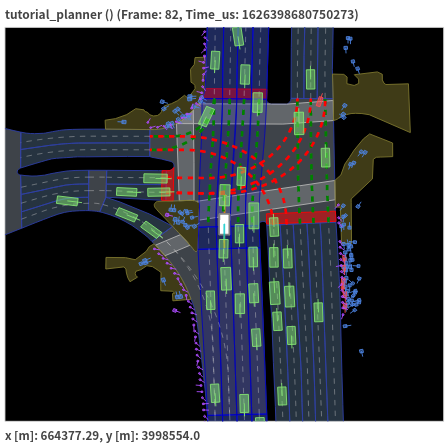 tutorial_planner () (Frame: 82, Time_us: 1626398680750273)
x [m]: 664377.29, y [m]: 3998554.0